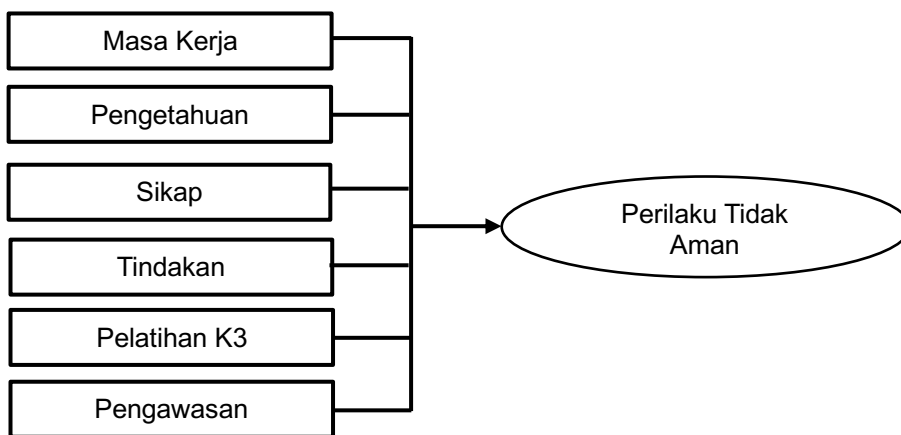 Masa Kerja
Pengetahuan
Sikap
Tindakan
Pelatihan K3
Pengawasan
Perilaku Tidak
Aman